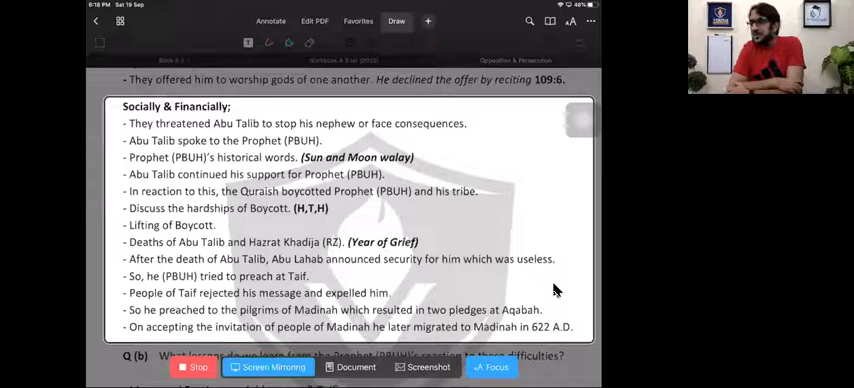 6:18 PM Sat 19 Sep
48%
Annotate Edit PDF Favorites Draw
Workbook 4.3 rai (2020)
Opposition & Persecution
- They offered him to worship gods of one another. He declined the offer by reciting 109:6.
Socially & Financially;
- They threatened Abu Talib to stop his nephew or face consequences.
- Abu Talib spoke to the Prophet (PBUH).
- Prophet (PBUH)'s historical words. (Sun and Moon walay)
- Abu Talib continued his support for Prophet (PBUH).
- In reaction to this, the Quraish boycotted Prophet (PBUH) and his tribe.
- Discuss the hardships of Boycott. (H,T,H)
- Lifting of Boycott.
- Deaths of Abu Talib and Hazrat Khadija (RZ). (Year of Grief)
- After the death of Abu Talib, Abu Lahab announced security for him which was useless.
- So, he (PBUH) tried to preach at Taif.
- People of Taif rejected his message and expelled him.
- So he preached to the pilgrims of Madinah which resulted in two pledges at Aqabah.
- On accepting the invitation of people of Madinah he later migrated to Madinah in 622 A.D.
Q (b) What lessons do we learn from the Prophet (PBUH)'s reaction to these difficulties?
Stop Screen Mirroring Document Screenshot Focus